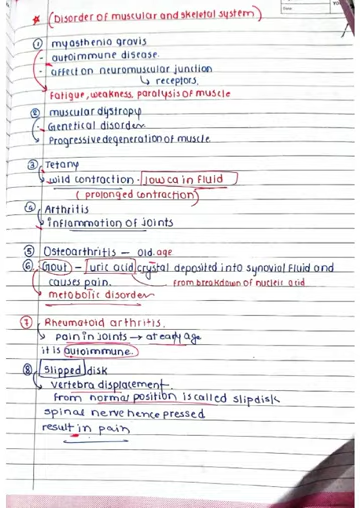 * (Disorder of muscular and skeletal system)
① myasthenia gravis
- autoimmune disease.
- affect on neuromuscular junction
↳ receptors.
Fatigue, weakness, paralysis of muscle
② muscular dystropy
- Genetical disorder
Progressive degeneration of muscle.
③ Tetany
wild contraction. low ca in fluid
(prolonged contraction)
④ Arthritis
inflammation of joints
⑤ Osteoarthritis - old age
⑥ Gout - uric acid crystal deposited into synovial fluid and
causes pain. from breakdown of nucleic acid
metobolic disorder
⑦ Rheumatoid arthritis.
pain in joints → at eady age
it is autoimmune.
⑧ slipped disk
vertebra displacement.
from normal position is called slipdisk
spinal nerve hence pressed
result in pain